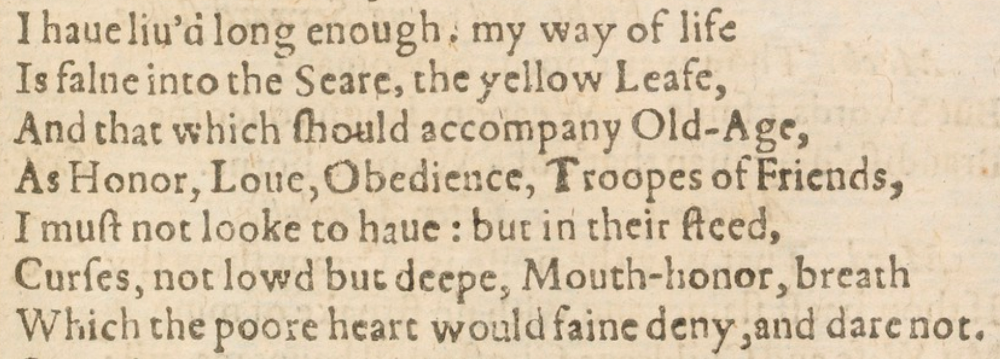 I haue liu'd long enough: my way of life
Is falne into the Seare, the yellow Leafe,
And that which ſhould accompany Old-Age,
As Honor, Loue, Obedience, Troopes of Friends,
I muſt not looke to haue: but in their ſteed,
Curſes, not lowd but deepe, Mouth-honor, breath
Which the poore heart would faine deny, and dare not.